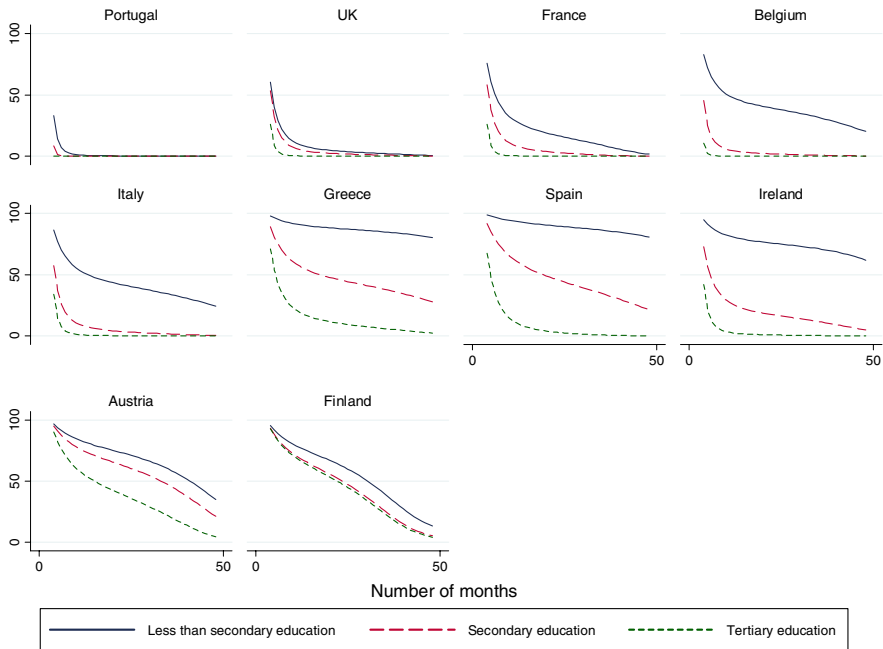 Portugal UK France Belgium
100
50
0
Italy Greece Spain Ireland
100
50
0
0 50 0 50
Austria Finland
100
50
0
0 50 0 50
Number of months
Less than secondary education Secondary education Tertiary education